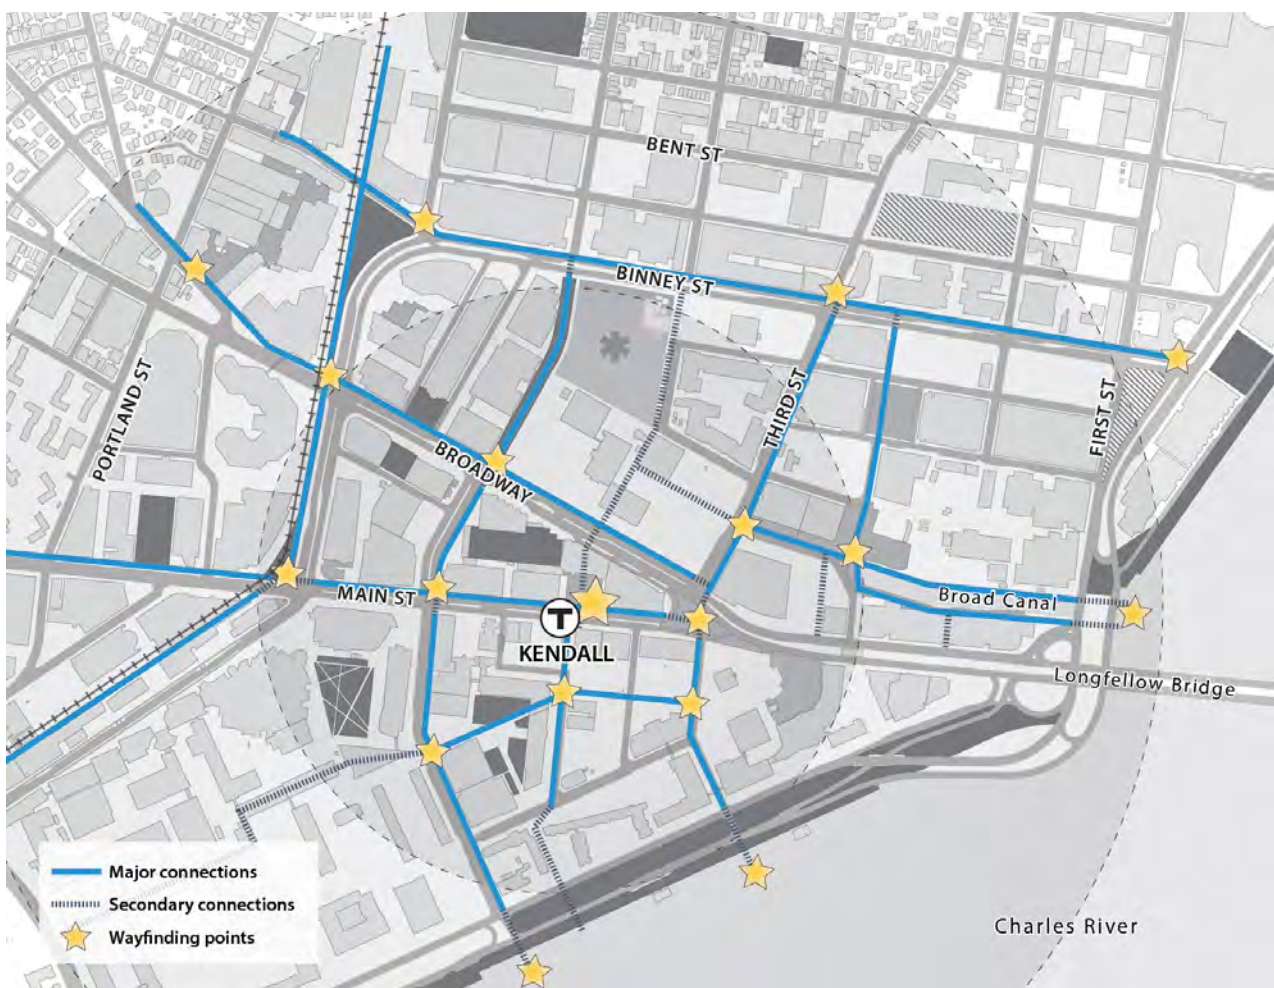 BENT ST
BINNEY ST
PORTLAND ST
THIRD ST
FIRST ST
BROADWAY
MAIN ST
T
KENDALL
Broad Canal
Longfellow Bridge
Major connections
Secondary connections
Wayfinding points
Charles River